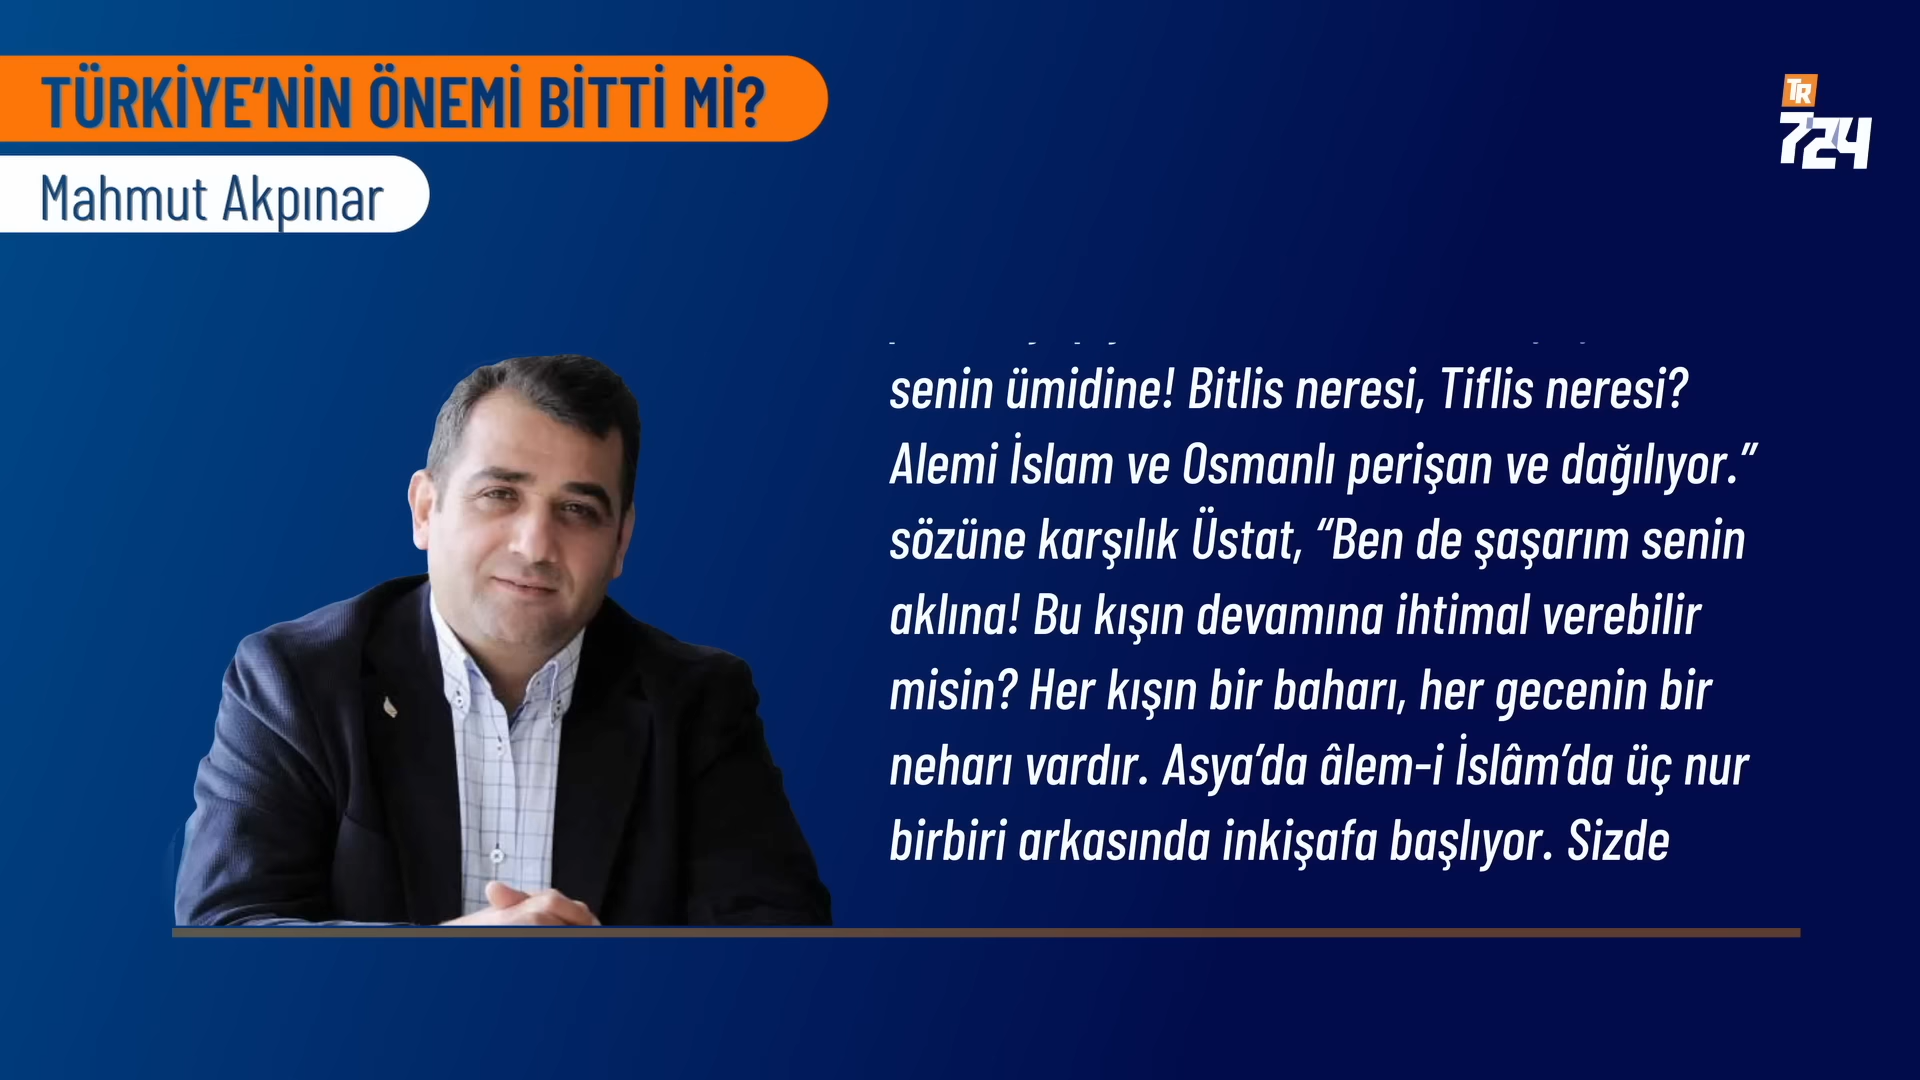 TÜRKİYE’NİN ÖNEMİ BİTTİ Mİ?
Mahmut Akpınar
TR
724
senin ümidine! Bitlis neresi, Tiflis neresi?
Alemi İslam ve Osmanlı perişan ve dağılıyor.”
sözüne karşılık Üstat, “Ben de şaşarım senin
aklına! Bu kışın devamına ihtimal verebilir
misin? Her kışın bir baharı, her gecenin bir
neharı vardır. Asya’da âlem-i İslâm’da üç nur
birbiri arkasında inkişafa başlıyor. Sizde